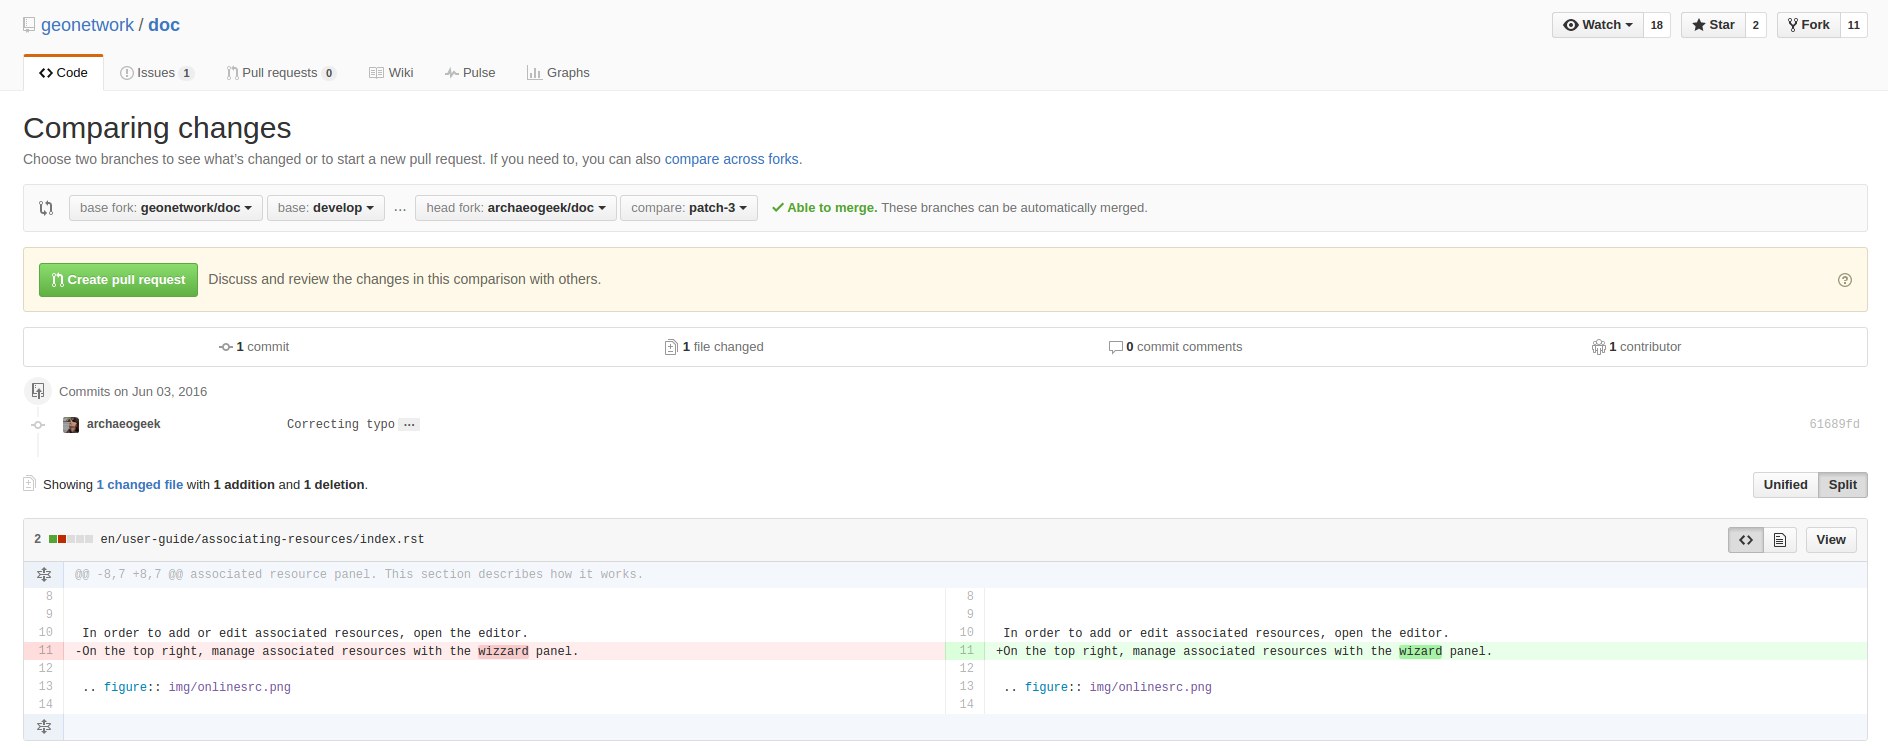 geonetwork / doc
Watch 18 Star 2 Fork 11
Code Issues 1 Pull requests 0 Wiki Pulse Graphs
Comparing changes
Choose two branches to see what's changed or to start a new pull request. If you need to, you can also compare across forks.
base fork: geonetwork/doc base: develop ... head fork: archaeogeek/doc compare: patch-3 Able to merge. These branches can be automatically merged.
Create pull request Discuss and review the changes in this comparison with others.
1 commit 1 file changed 0 commit comments 1 contributor
Commits on Jun 03, 2016
archaeogeek Correcting typo … 61689fd
Showing 1 changed file with 1 addition and 1 deletion. Unified Split
2 en/user-guide/associating-resources/index.rst View
@@ -8,7 +8,7 @@ associated resource panel. This section describes how it works.
8 8
9 9
10 In order to add or edit associated resources, open the editor. 10 In order to add or edit associated resources, open the editor.
11 -On the top right, manage associated resources with the wizzard panel. 11 +On the top right, manage associated resources with the wizard panel.
12 12
13 .. figure:: img/onlinesrc.png 13 .. figure:: img/onlinesrc.png
14 14